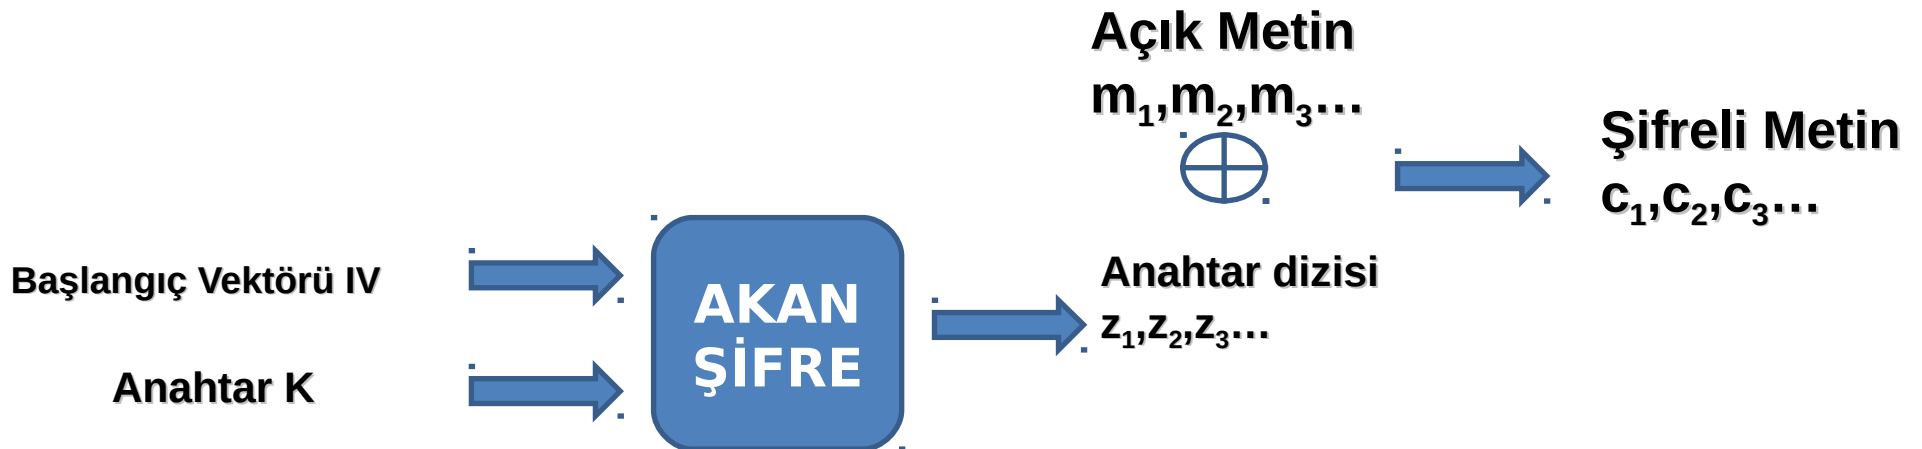 Açık Metin
m1,m2,m3…
Şifreli Metin
c1,c2,c3…
Başlangıç Vektörü IV
Anahtar K
AKAN
ŞİFRE
Anahtar dizisi
z1,z2,z3…